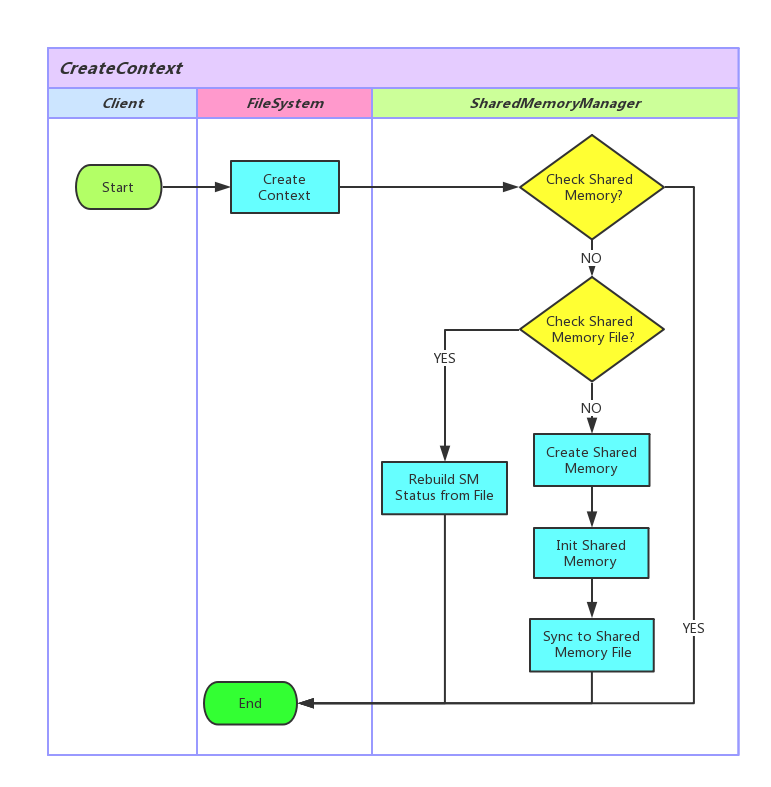 CreateContext
Client
FileSystem
SharedMemoryManager
Start
Create
Context
Check Shared
Memory?
NO
Check Shared
Memory File?
YES
NO
Create Shared
Memory
Rebuild SM
Status from File
Init Shared
Memory
Sync to Shared
Memory File
YES
End